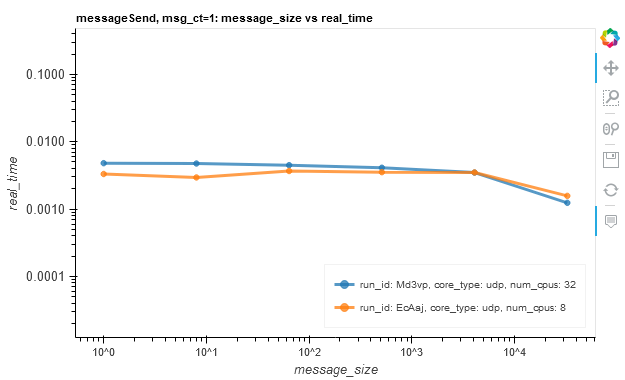 messageSend, msg_ct=1: message_size vs real_time
0.1000
0.0100
0.0010
0.0001
real_time
10^0
10^1
10^2
10^3
10^4
message_size
run_id: Md3vp, core_type: udp, num_cpus: 32
run_id: EcAaj, core_type: udp, num_cpus: 8